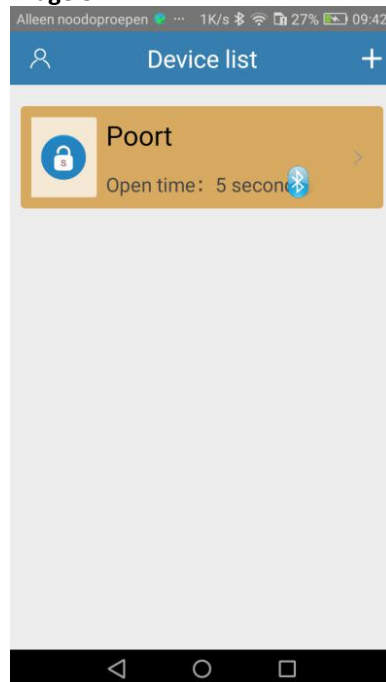 Alleen noodoproepen ... 1K/s 27% 09:42
Device list +
Poort
S
Open time: 5 secon